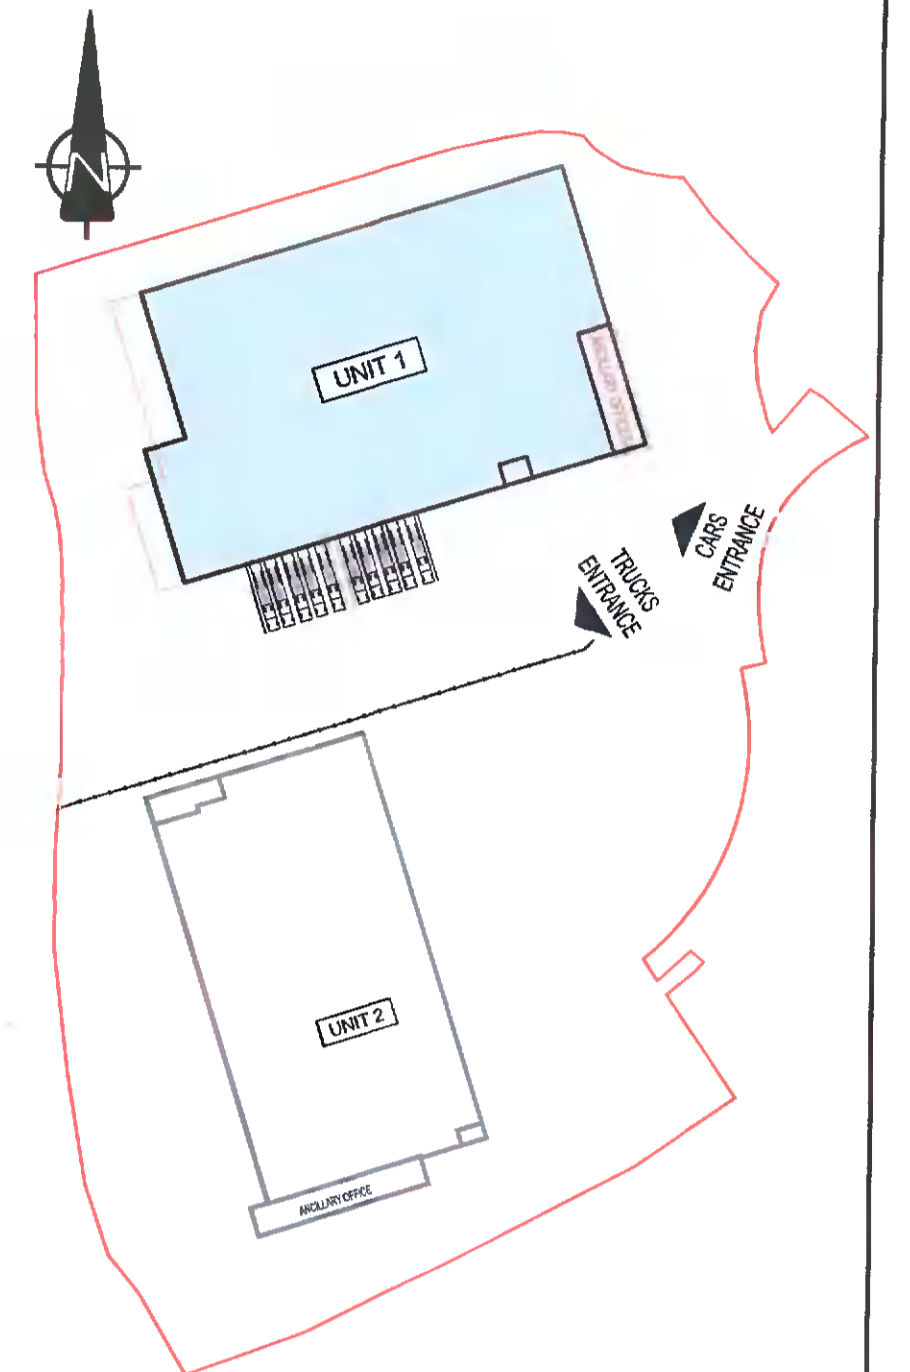 N
UNIT 1
ANCILLARY OFFICE
CARS
ENTRANCE
TRUCKS
ENTRANCE
UNIT 2
ANCILLARY OFFICE